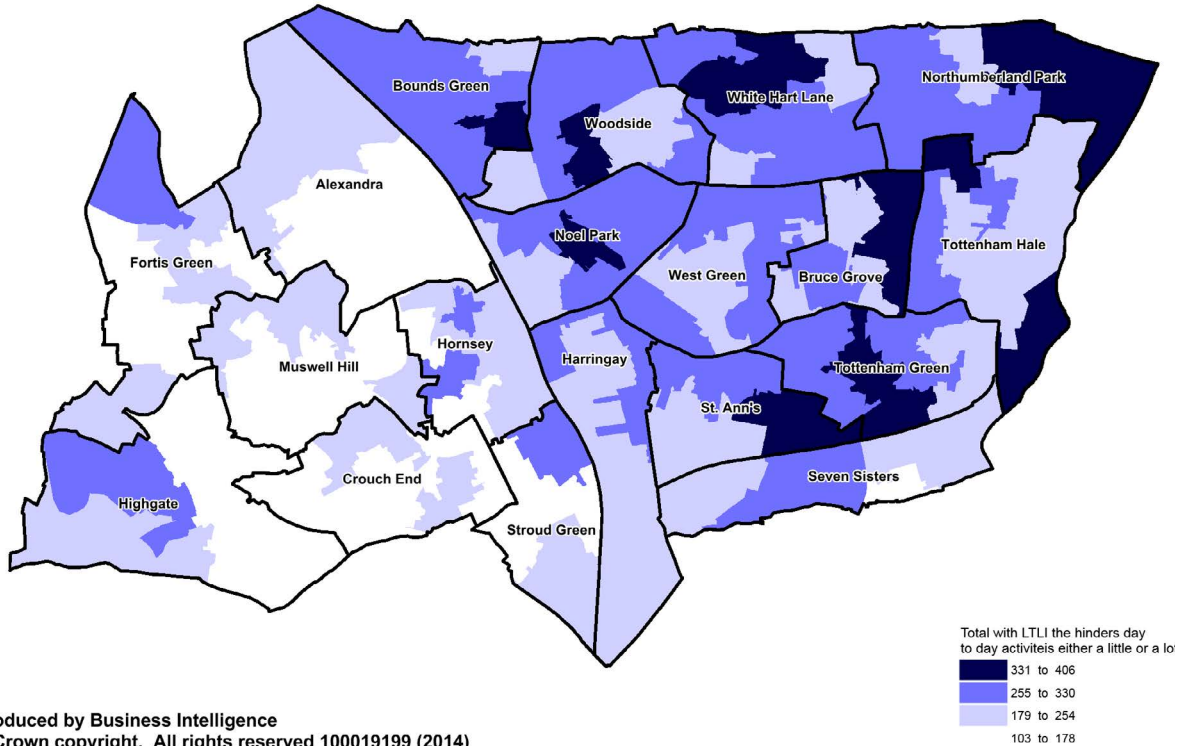 Northumberland Park
Bounds Green
White Hart Lane
Woodside
Alexandra
Noel Park
Tottenham Hale
Fortis Green
West Green
Bruce Grove
Hornsey
Harringay
Muswell Hill
Tottenham Green
St. Ann's
Crouch End
Seven Sisters
Highgate
Stroud Green
Total with LTLI the hinders day
to day activiteis either a little or a lo
331 to 406
255 to 330
179 to 254
103 to 178
oduced by Business Intelligence
Crown copyright. All rights reserved 100019199 (2014)